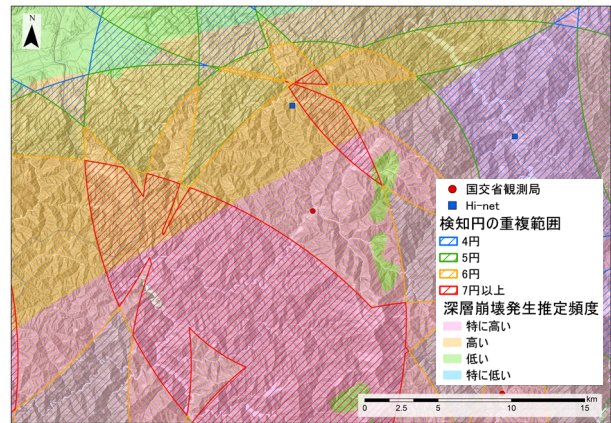 N
国交省観測局
Hi-net
検知円の重複範囲
4円
5円
6円
7円以上
深層崩壊発生推定頻度
特に高い
高い
低い
特に低い
km
0 2.5 5 10 15